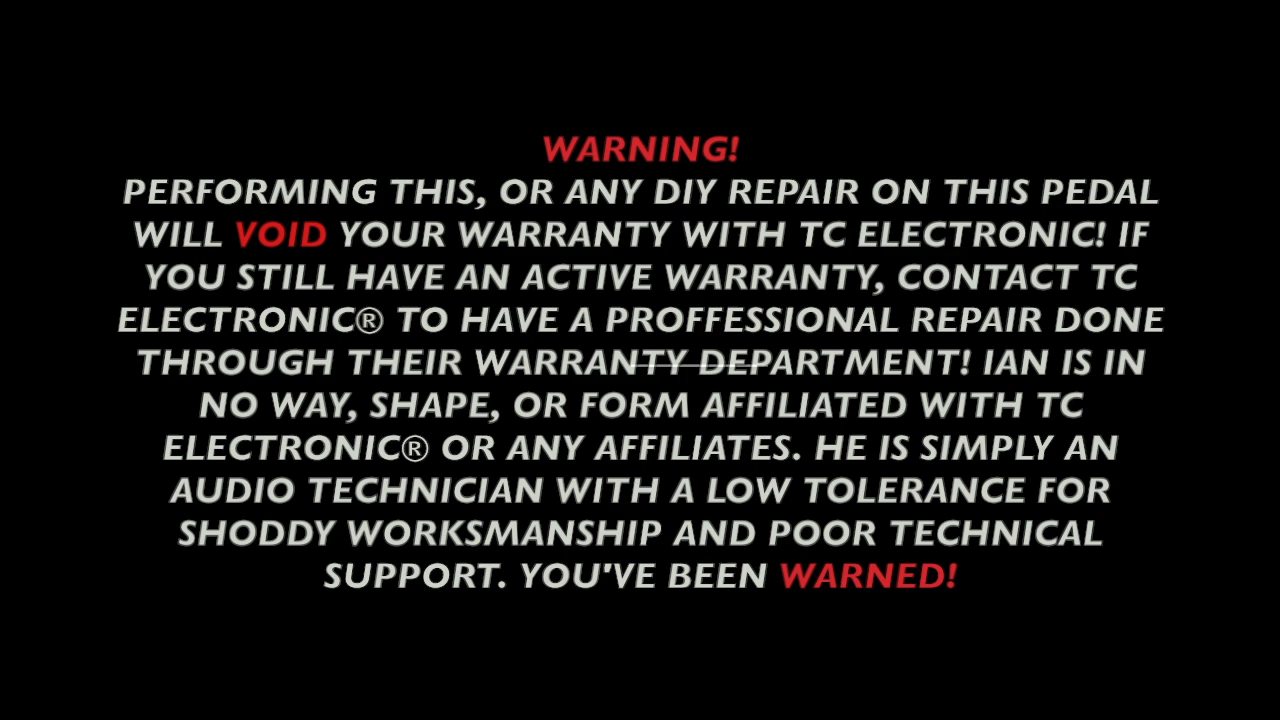 WARNING!
PERFORMING THIS, OR ANY DIY REPAIR ON THIS PEDAL
WILL VOID YOUR WARRANTY WITH TC ELECTRONIC! IF
YOU STILL HAVE AN ACTIVE WARRANTY, CONTACT TC
ELECTRONIC® TO HAVE A PROFFESSIONAL REPAIR DONE
THROUGH THEIR WARRANTY DEPARTMENT! IAN IS IN
NO WAY, SHAPE, OR FORM AFFILIATED WITH TC
ELECTRONIC® OR ANY AFFILIATES. HE IS SIMPLY AN
AUDIO TECHNICIAN WITH A LOW TOLERANCE FOR
SHODDY WORKSMANSHIP AND POOR TECHNICAL
SUPPORT. YOU'VE BEEN WARNED!